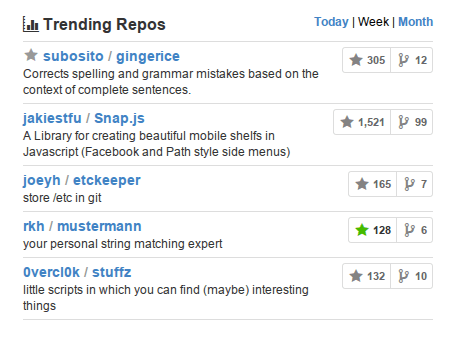 Trending Repos
Today | Week | Month
subosito / gingerice
305 12
Corrects spelling and grammar mistakes based on the
context of complete sentences.
jakiestfu / Snap.js
1,521 99
A Library for creating beautiful mobile shelfs in
Javascript (Facebook and Path style side menus)
joeyh / etckeeper
165 7
store /etc in git
rkh / mustermann
128 6
your personal string matching expert
0vercl0k / stuffz
132 10
little scripts in which you can find (maybe) interesting
things